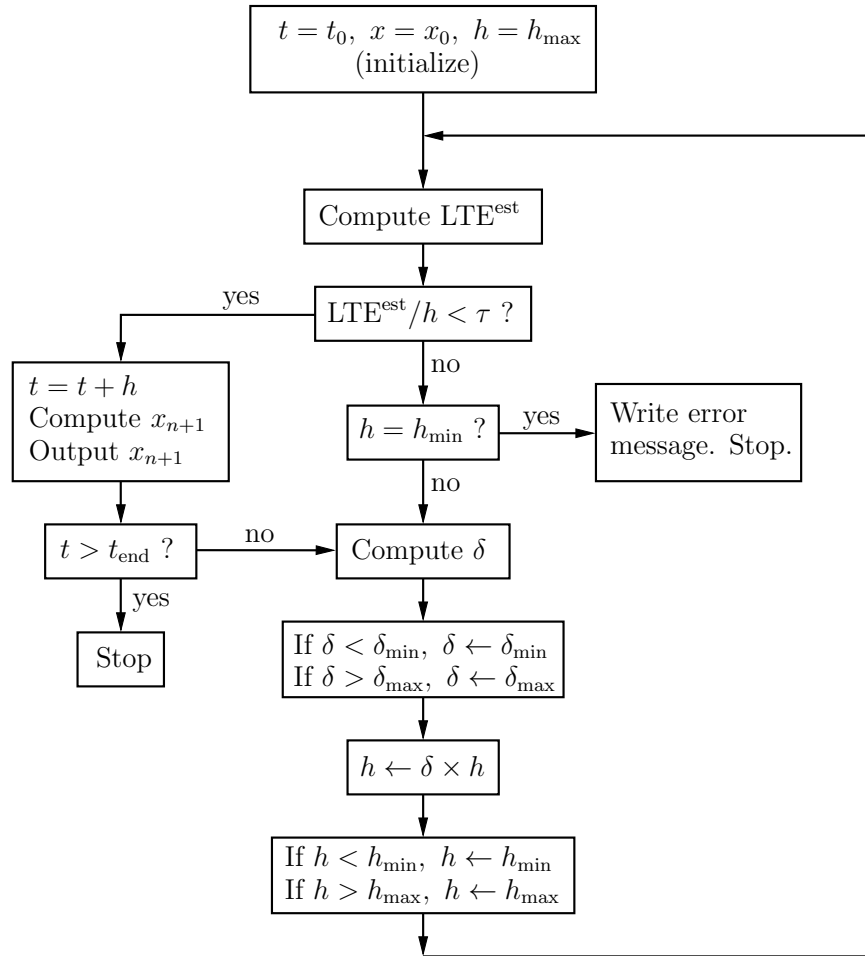 t = t₀, x = x₀, h = h_max
(initialize)
Compute LTE^est
yes
LTE^est/h < τ ?
no
t = t + h
Compute x_{n+1}
Output x_{n+1}
h = h_min ?
yes
Write error
message. Stop.
no
t > t_end ?
no
Compute δ
yes
Stop
If δ < δ_min, δ ← δ_min
If δ > δ_max, δ ← δ_max
h ← δ × h
If h < h_min, h ← h_min
If h > h_max, h ← h_max